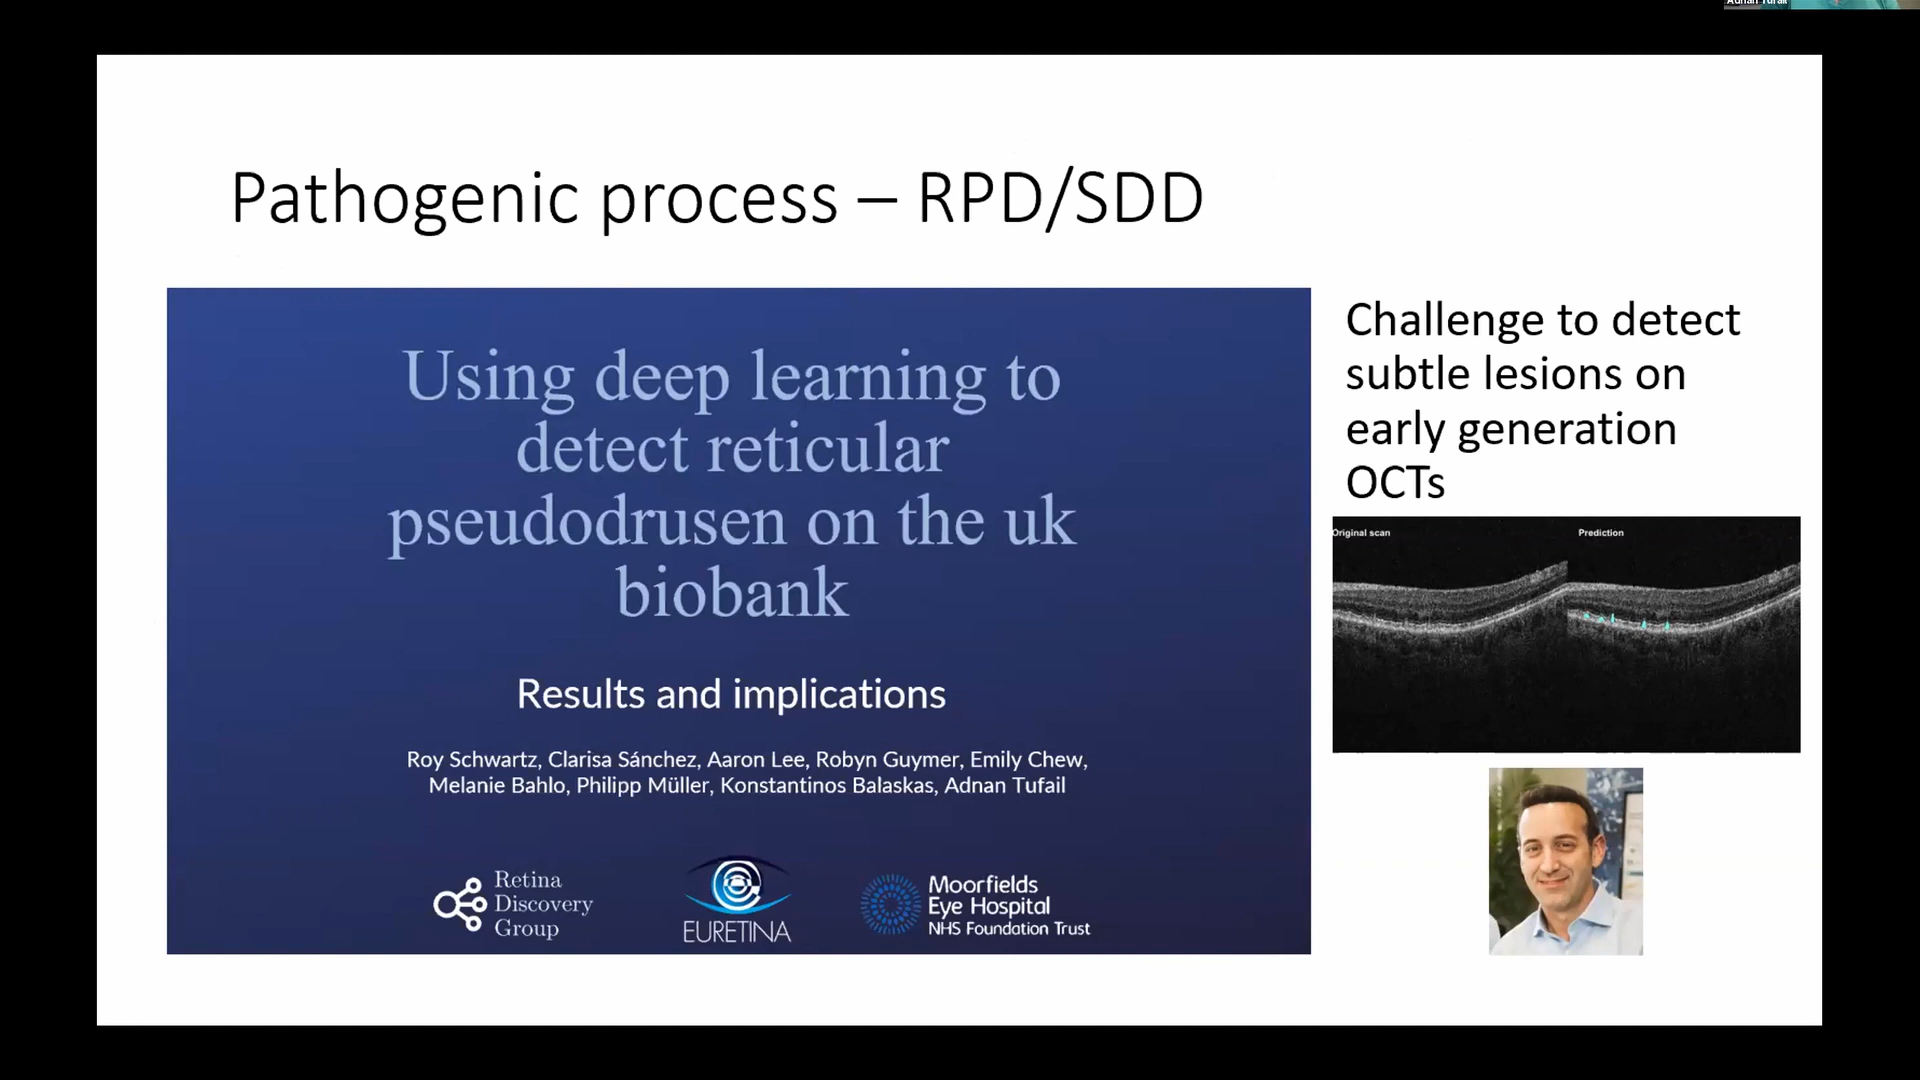 Adnan Tufail
Pathogenic process – RPD/SDD
Using deep learning to
detect reticular
pseudodrusen on the uk
biobank
Results and implications
Roy Schwartz, Clarisa Sánchez, Aaron Lee, Robyn Guymer, Emily Chew,
Melanie Bahlo, Philipp Müller, Konstantinos Balaskas, Adnan Tufail
Retina
Discovery
Group
EURETINA
Moorfields
Eye Hospital
NHS Foundation Trust
Challenge to detect
subtle lesions on
early generation
OCTs
Original scan
Prediction